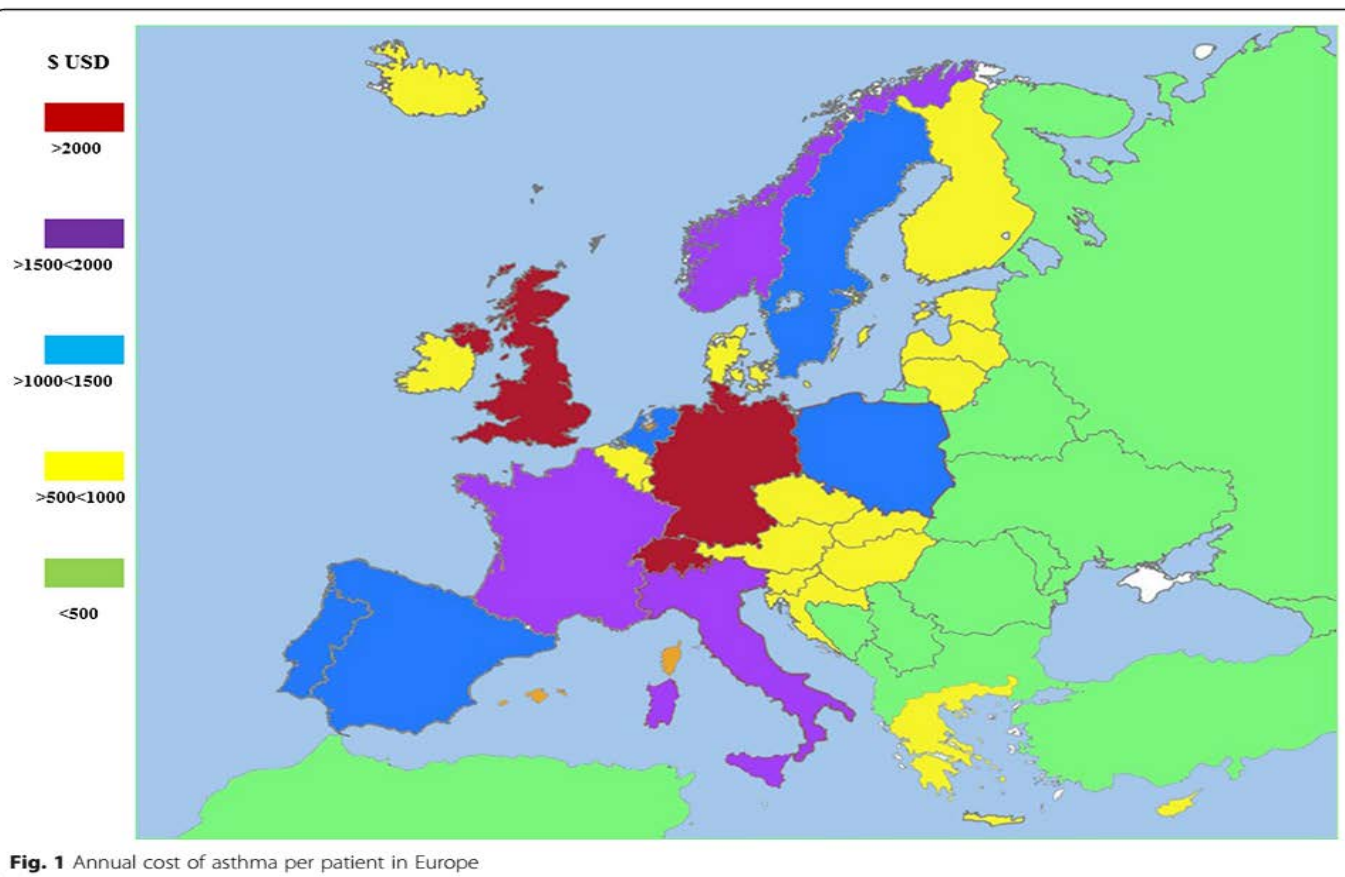 $ USD
>2000
>1500<2000
>1000<1500
>500<1000
<500
Fig. 1 Annual cost of asthma per patient in Europe